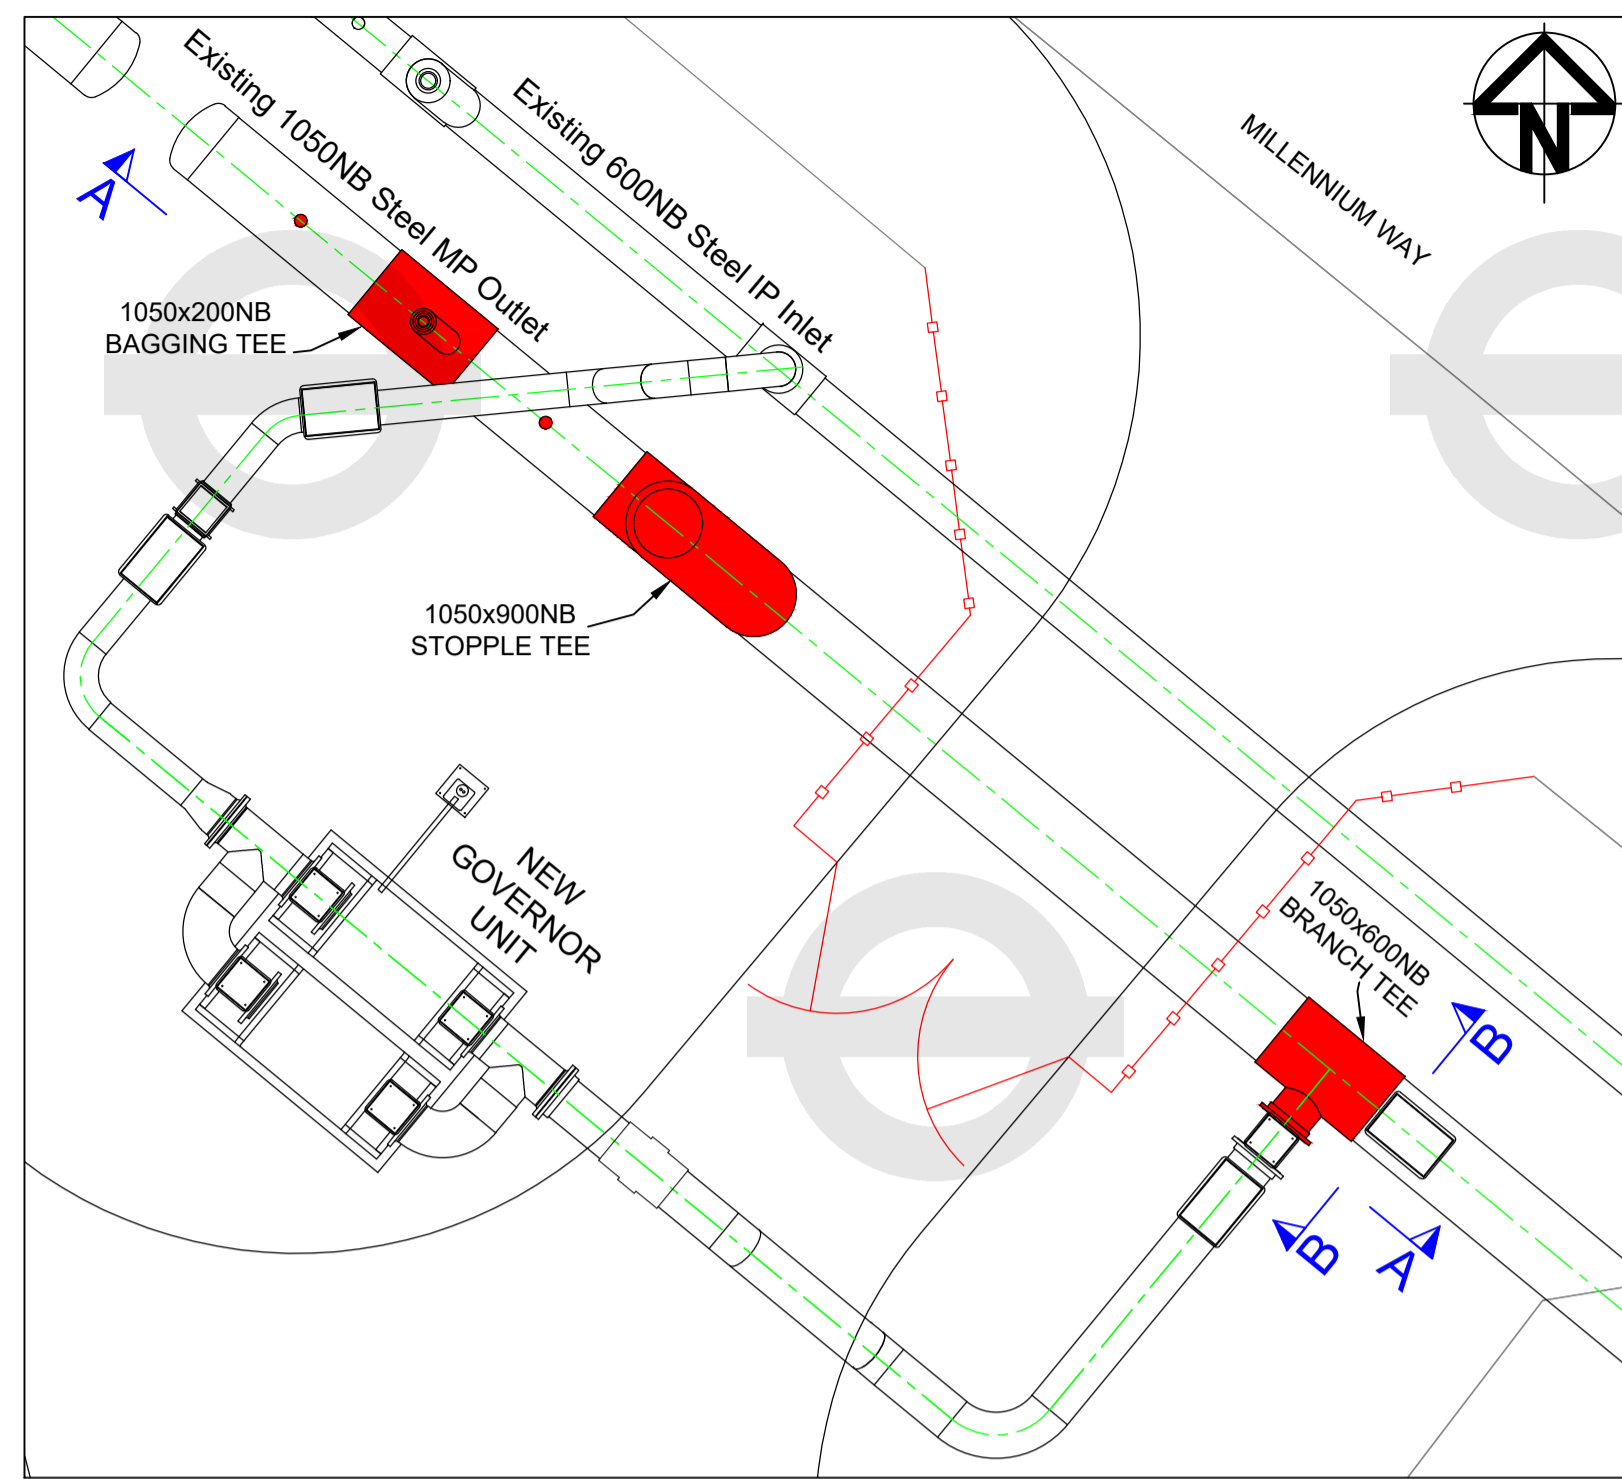 Existing 1050NB Steel MP Outlet
Existing 600NB Steel IP Inlet
MILLENNIUM WAY
N
A
1050x200NB
BAGGING TEE
1050x900NB
STOPPLE TEE
NEW
GOVERNOR
UNIT
1050x600NB
BRANCH TEE
B
B
A